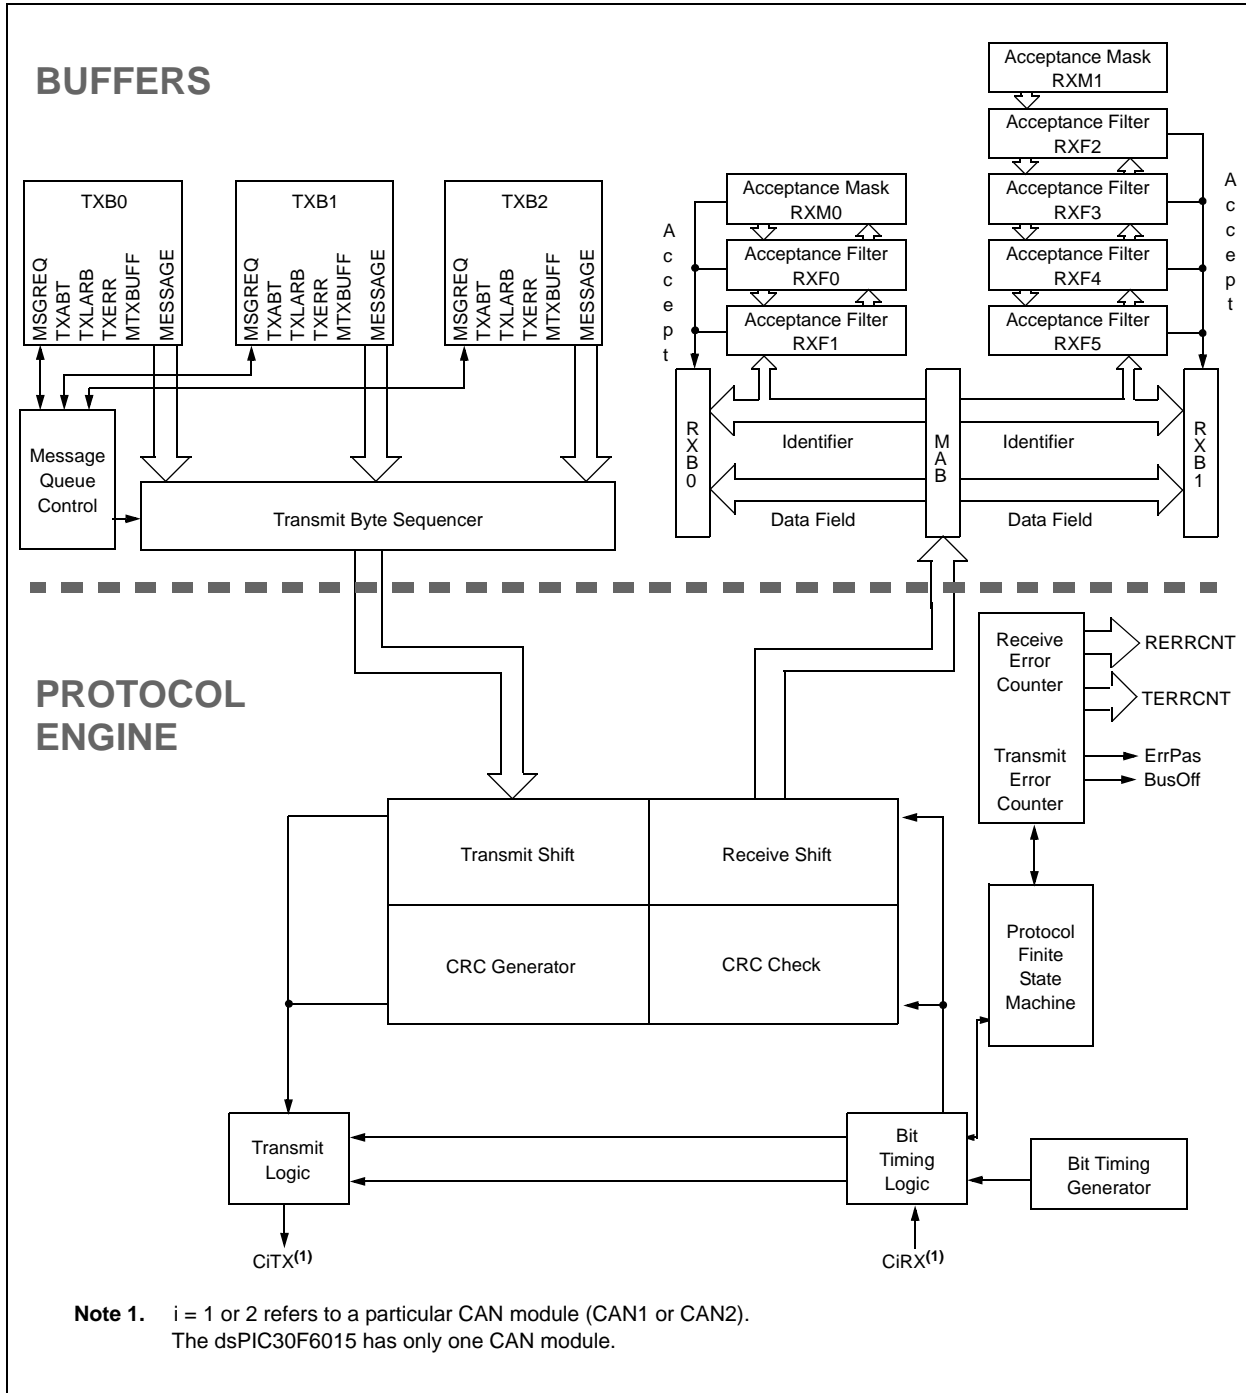 BUFFERS
Acceptance Mask
RXM1
Acceptance Filter
RXF2
Acceptance Filter
RXF3
Acceptance Filter
RXF4
Acceptance Filter
RXF5
Accept
Acceptance Mask
RXM0
Acceptance Filter
RXF0
Acceptance Filter
RXF1
Accept
TXB0
MSGREQ
TXABT
TXLARB
TXERR
MTXBUFF
MESSAGE
TXB1
MSGREQ
TXABT
TXLARB
TXERR
MTXBUFF
MESSAGE
TXB2
MSGREQ
TXABT
TXLARB
TXERR
MTXBUFF
MESSAGE
Message
Queue
Control
Transmit Byte Sequencer
RXB0
Identifier
Data Field
MAB
Identifier
Data Field
RXB1
PROTOCOL
ENGINE
Receive
Error
Counter
RERRCNT
TERRCNT
Transmit
Error
Counter
ErrPas
BusOff
Transmit Shift
Receive Shift
CRC Generator
CRC Check
Protocol
Finite
State
Machine
Transmit
Logic
Bit
Timing
Logic
Bit Timing
Generator
CiTX(1)
CiRX(1)
Note 1. i = 1 or 2 refers to a particular CAN module (CAN1 or CAN2).
The dsPIC30F6015 has only one CAN module.